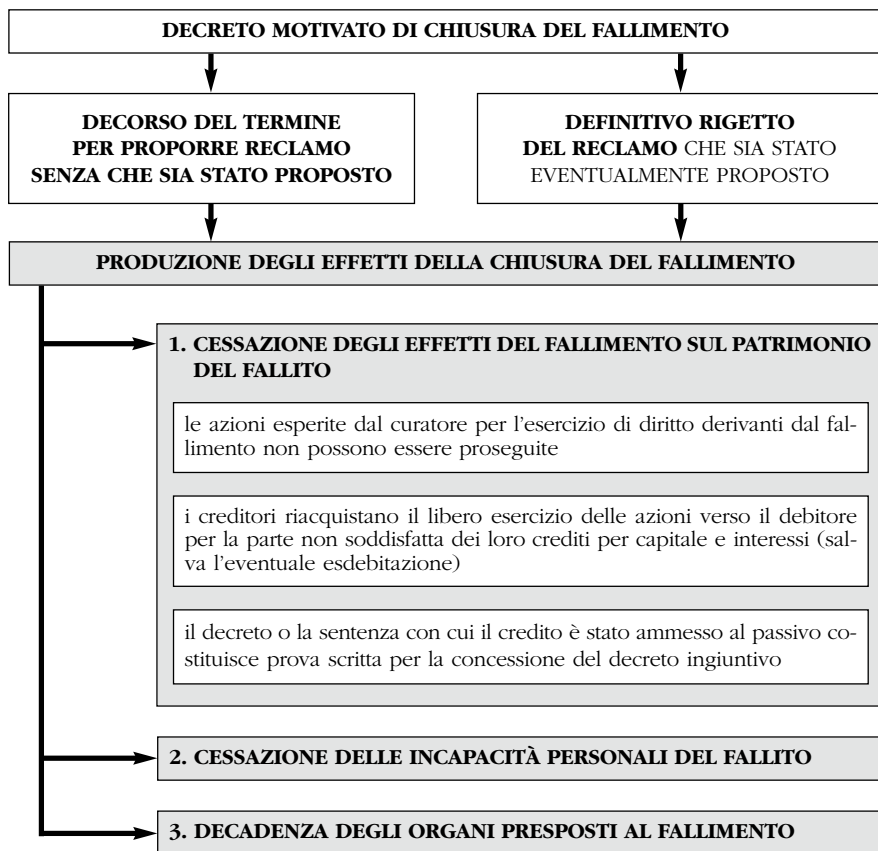 DECRETO MOTIVATO DI CHIUSURA DEL FALLIMENTO
DECORSO DEL TERMINE
PER PROPORRE RECLAMO
SENZA CHE SIA STATO PROPOSTO
DEFINITIVO RIGETTO
DEL RECLAMO CHE SIA STATO
EVENTUALMENTE PROPOSTO
PRODUZIONE DEGLI EFFETTI DELLA CHIUSURA DEL FALLIMENTO
1. CESSAZIONE DEGLI EFFETTI DEL FALLIMENTO SUL PATRIMONIO
DEL FALLITO
le azioni esperite dal curatore per l'esercizio di diritto derivanti dal fal-
limento non possono essere proseguite
i creditori riacquistano il libero esercizio delle azioni verso il debitore
per la parte non soddisfatta dei loro crediti per capitale e interessi (sal-
va l'eventuale esdebitazione)
il decreto o la sentenza con cui il credito è stato ammesso al passivo co-
stituisce prova scritta per la concessione del decreto ingiuntivo
2. CESSAZIONE DELLE INCAPACITÀ PERSONALI DEL FALLITO
3. DECADENZA DEGLI ORGANI PRESPOSTI AL FALLIMENTO